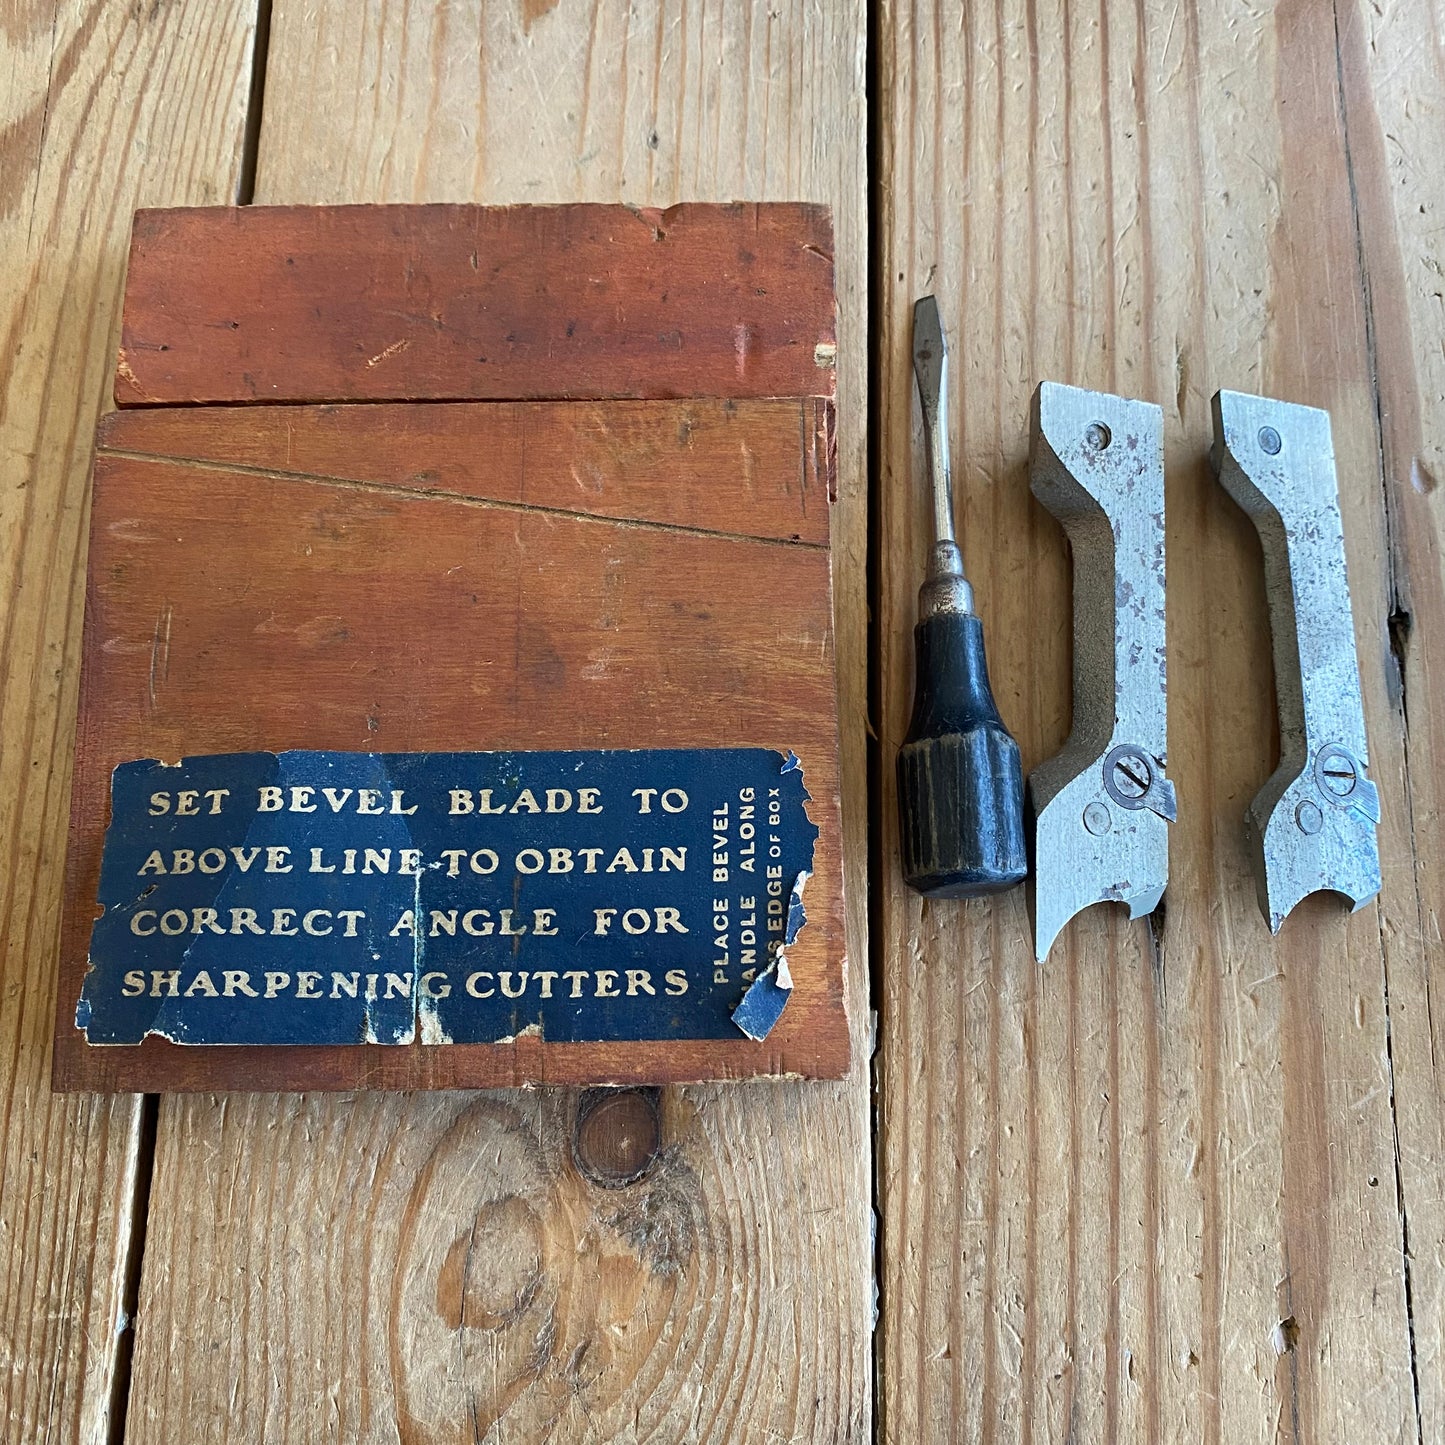 SET BEVEL BLADE TO
ABOVE LINE TO OBTAIN
CORRECT ANGLE FOR
SHARPENING CUTTERS
PLACE BEVEL
HANDLE ALONG
EDGE OF BOX